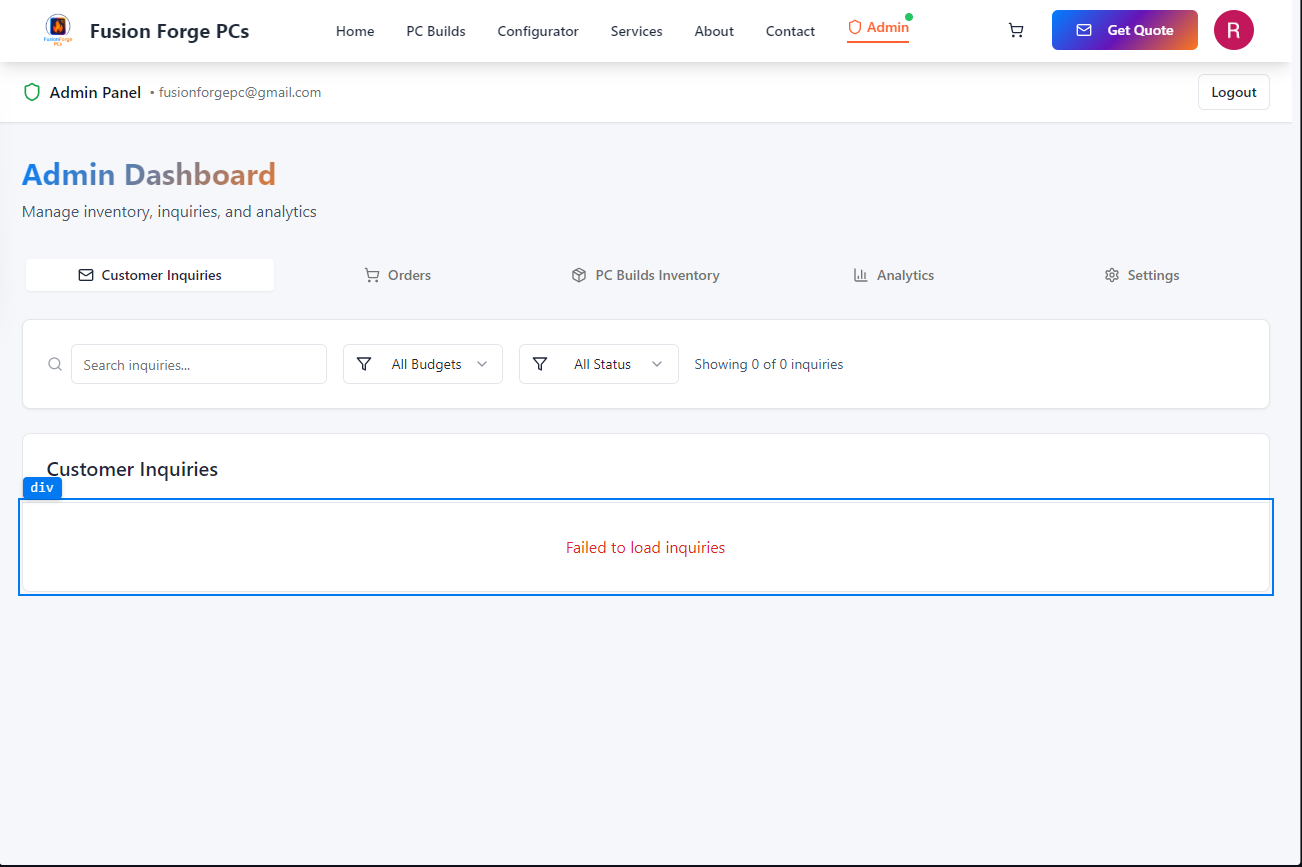 FusionForge PCs
Fusion Forge PCs
Home
PC Builds
Configurator
Services
About
Contact
Admin
Get Quote
R
Admin Panel • fusionforgepc@gmail.com
Logout
Admin Dashboard
Manage inventory, inquiries, and analytics
Customer Inquiries
Orders
PC Builds Inventory
Analytics
Settings
Search inquiries...
All Budgets
All Status
Showing 0 of 0 inquiries
Customer Inquiries
div
Failed to load inquiries